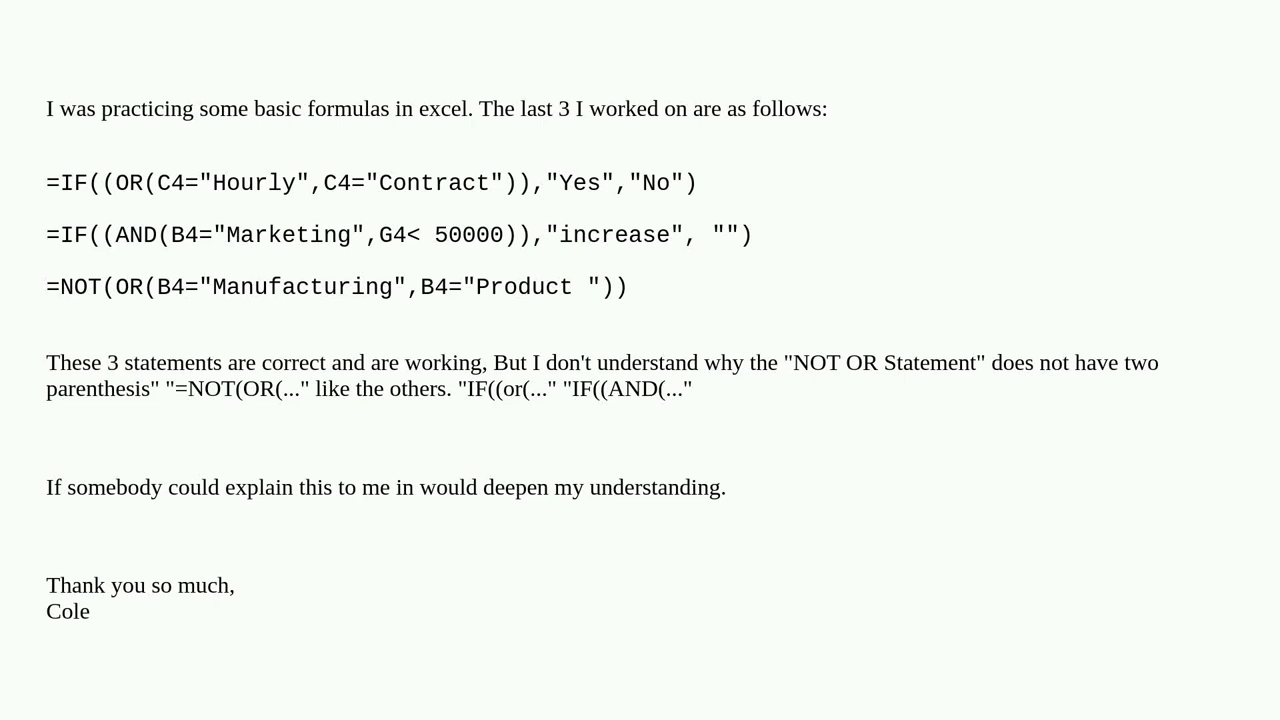 I was practicing some basic formulas in excel. The last 3 I worked on are as follows:
=IF((OR(C4="Hourly",C4="Contract")),"Yes","No")
=IF((AND(B4="Marketing",G4< 50000)),"increase", "")
=NOT(OR(B4="Manufacturing",B4="Product "))
These 3 statements are correct and are working, But I don't understand why the "NOT OR Statement" does not have two
parenthesis" "=NOT(OR(..." like the others. "IF((or(..." "IF((AND(..."
If somebody could explain this to me in would deepen my understanding.
Thank you so much,
Cole